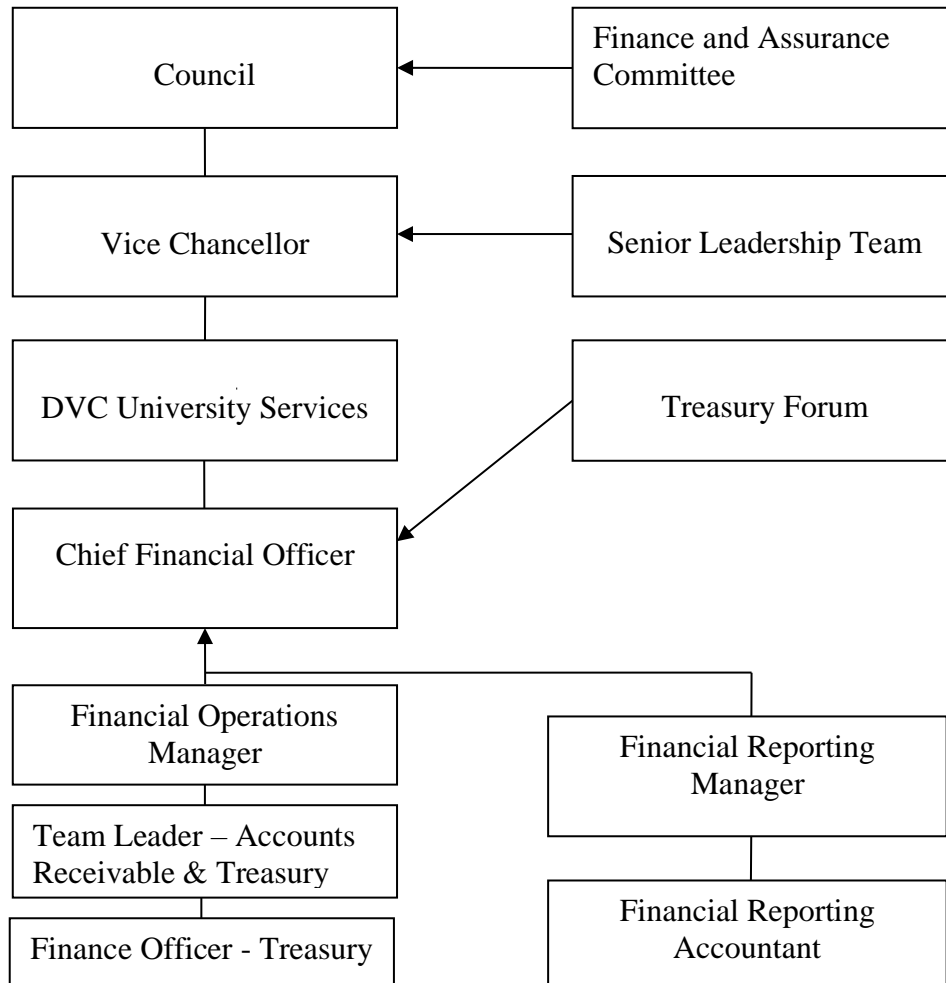 Council
Finance and Assurance
Committee
Vice Chancellor
Senior Leadership Team
DVC University Services
Treasury Forum
Chief Financial Officer
Financial Operations
Manager
Financial Reporting
Manager
Team Leader – Accounts
Receivable & Treasury
Finance Officer - Treasury
Financial Reporting
Accountant